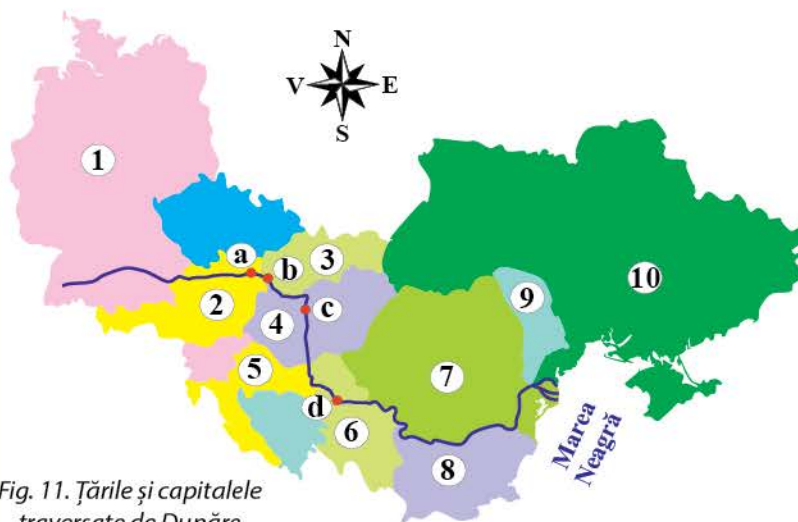 N
V E
S
1
a
b
3
2
4
c
9
10
5
7
d
6
8
Marea
Neagră
Fig. 11. Țările și capitalele
traversate de Dunăre